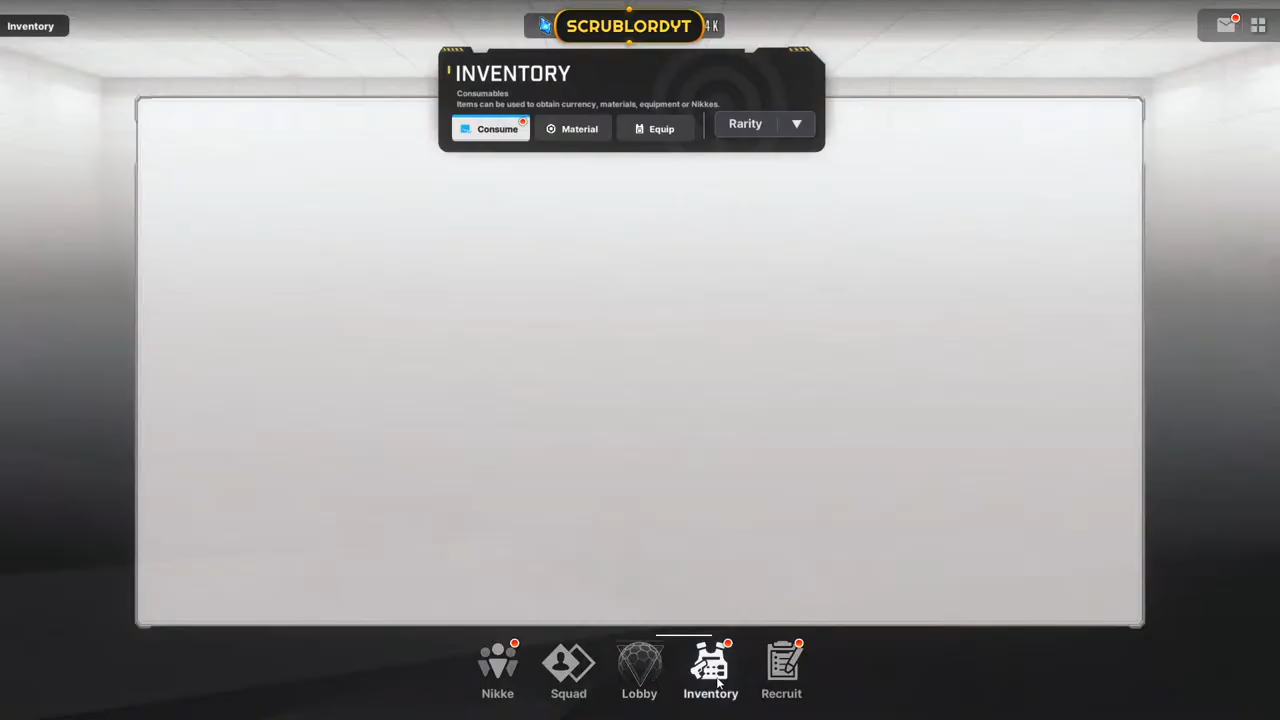 Inventory
SCRUBLORDYT
4 K
INVENTORY
Consumables
Items can be used to obtain currency, materials, equipment or Nikkes.
Consume
Material
Equip
Rarity
Nikke
Squad
Lobby
Inventory
Recruit